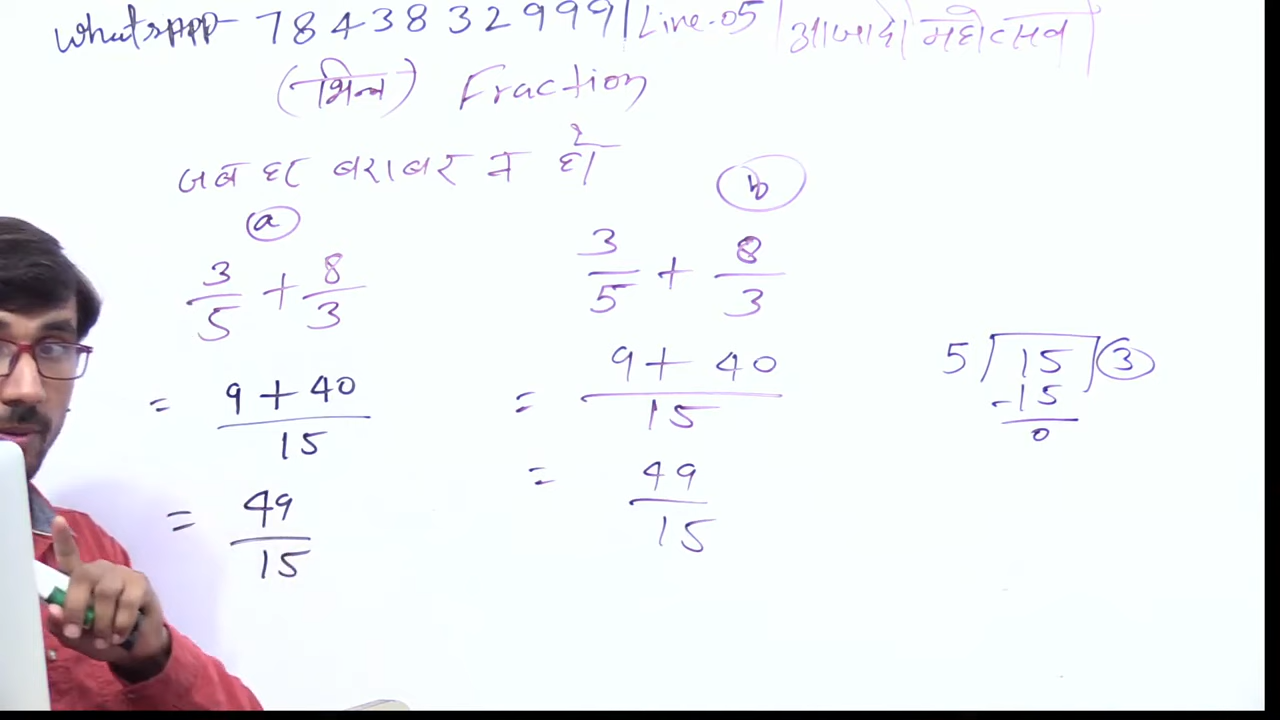 Whatsapp - 7843832999 | Line-05 | आजादी महोत्सव |
(भिन्न) Fraction
जब हर बराबर न हो
a
3/5 + 8/3
= 9 + 40 / 15
= 49/15
b
3/5 + 8/3
= 9 + 40 / 15
= 49/15
5 ) 15 ( 3
- 15
0